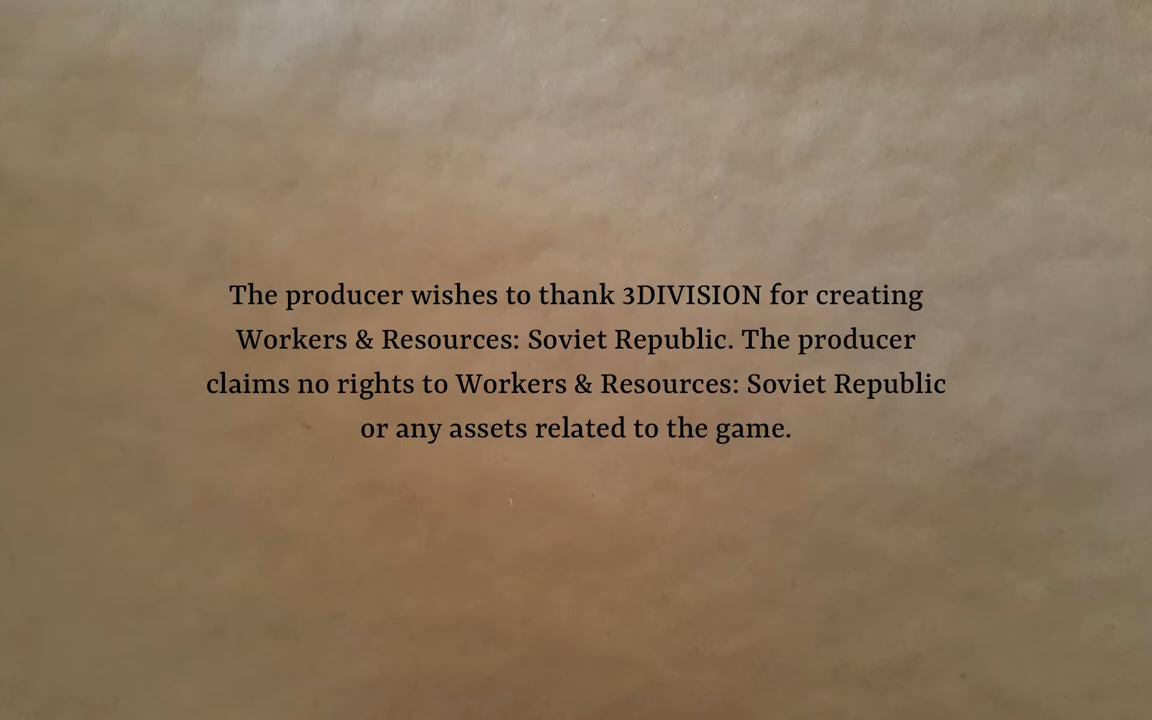 The producer wishes to thank 3DIVISION for creating
Workers & Resources: Soviet Republic. The producer
claims no rights to Workers & Resources: Soviet Republic
or any assets related to the game.